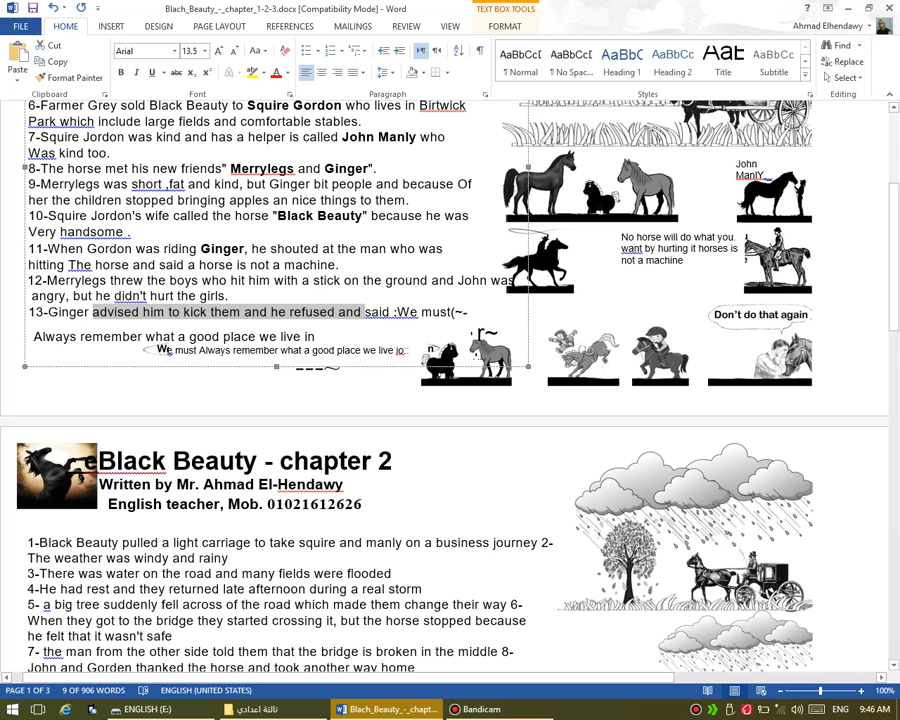 Blach_Beauty_-_chapter_1-2-3.docx [Compatibility Mode] - Word
TEXT BOX TOOLS
FILE HOME INSERT DESIGN PAGE LAYOUT REFERENCES MAILINGS REVIEW VIEW FORMAT
Ahmad Elhendawy
Paste
Cut
Copy
Format Painter
Clipboard
Arial 13.5
Font
Paragraph
AaBbCcD AaBbCcD AaBbC AaBbCc AaB AaBbCc
¶ Normal ¶ No Spac... Heading 1 Heading 2 Title Subtitle
Styles
Find
Replace
Select
Editing
6-Farmer Grey sold Black Beauty to Squire Gordon who lives in Birtwick
Park which include large fields and comfortable stables.
7-Squire Jordon was kind and has a helper is called John Manly who
Was kind too.
8-The horse met his new friends" Merrylegs and Ginger".
9-Merrylegs was short ,fat and kind, but Ginger bit people and because Of
her the children stopped bringing apples an nice things to them.
10-Squire Jordon's wife called the horse "Black Beauty" because he was
Very handsome .
11-When Gordon was riding Ginger, he shouted at the man who was
hitting The horse and said a horse is not a machine.
12-Merrylegs threw the boys who hit him with a stick on the ground and John was
angry, but he didn't hurt the girls.
13-Ginger advised him to kick them and he refused and said :We must(~-
Always remember what a good place we live in
We must Always remember what a good place we live io::
John
ManlY
No horse will do what you.
want by hurting it horses is
not a machine
Don't do that again
eBlack Beauty - chapter 2
Written by Mr. Ahmad El-Hendawy
English teacher, Mob. 01021612626
1-Black Beauty pulled a light carriage to take squire and manly on a business journey 2-
The weather was windy and rainy
3-There was water on the road and many fields were flooded
4-He had rest and they returned late afternoon during a real storm
5- a big tree suddenly fell across of the road which made them change their way 6-
When they got to the bridge they started crossing it, but the horse stopped because
he felt that it wasn't safe
7- the man from the other side told them that the bridge is broken in the middle 8-
John and Gorden thanked the horse and took another way home
PAGE 1 OF 3 9 OF 906 WORDS ENGLISH (UNITED STATES) 100%
ENGLISH (E:) تالتة اعدادي Blach_Beauty_-_chapt... Bandicam ENG 9:46 AM